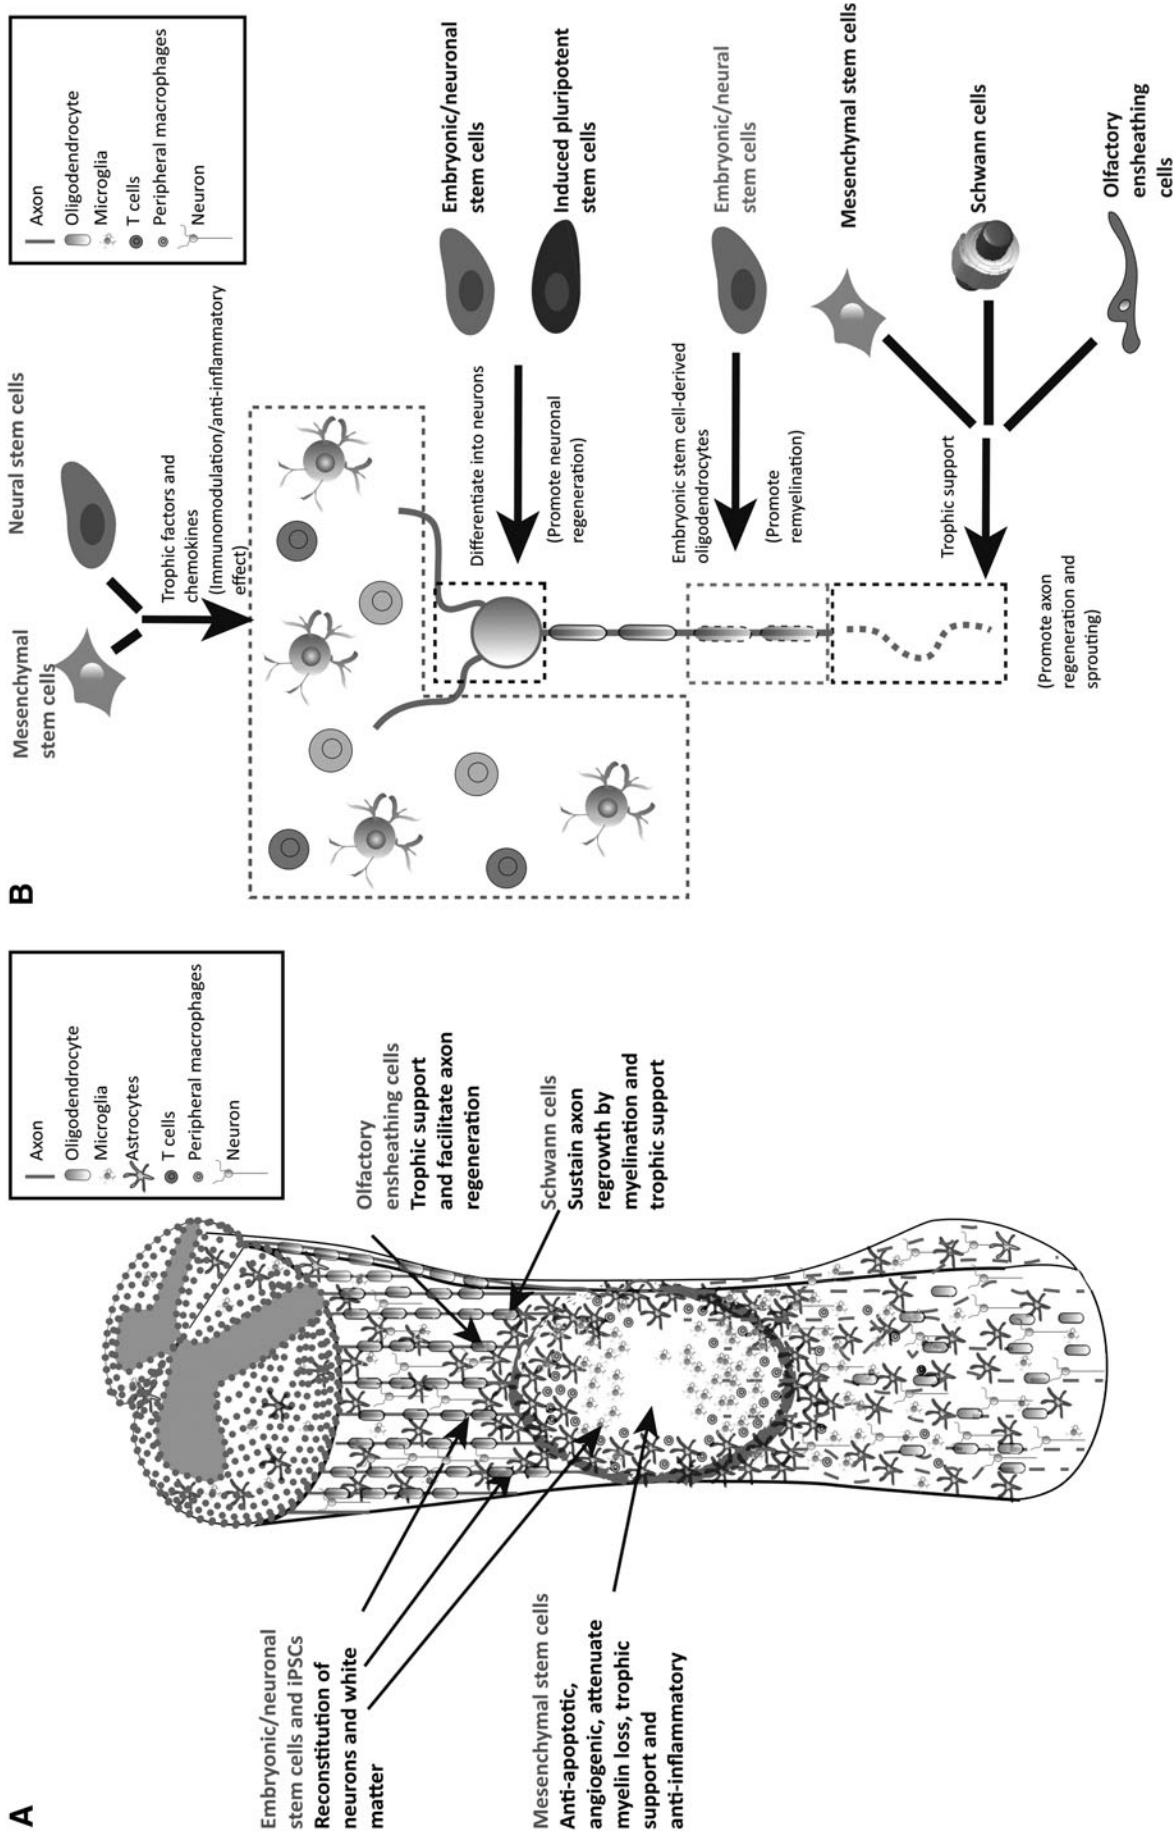 A
Axon
Oligodendrocyte
Microglia
Astrocytes
T cells
Peripheral macrophages
Neuron
Embryonic/neuronal
stem cells and iPSCs
Reconstitution of
neurons and white
matter
Olfactory
ensheathing cells
Trophic support
and facilitate axon
regeneration
Mesenchymal stem cells
Anti-apoptotic,
angiogenic, attenuate
myelin loss, trophic
support and
anti-inflammatory
Schwann cells
Sustain axon
regrowth by
myelination and
trophic support
B
Mesenchymal
stem cells
Neural stem cells
Axon
Oligodendrocyte
Microglia
T cells
Peripheral macrophages
Neuron
Trophic factors and
chemokines
(Immunomodulation/anti-inflammatory
effect)
Differentiate into neurons
(Promote neuronal
regeneration)
Embryonic/neuronal
stem cells
Induced pluripotent
stem cells
Embryonic stem cell-derived
oligodendrocytes
(Promote
remyelination)
Embryonic/neural
stem cells
Mesenchymal stem cells
Trophic support
Schwann cells
(Promote axon
regeneration and
sprouting)
Olfactory
ensheathing
cells